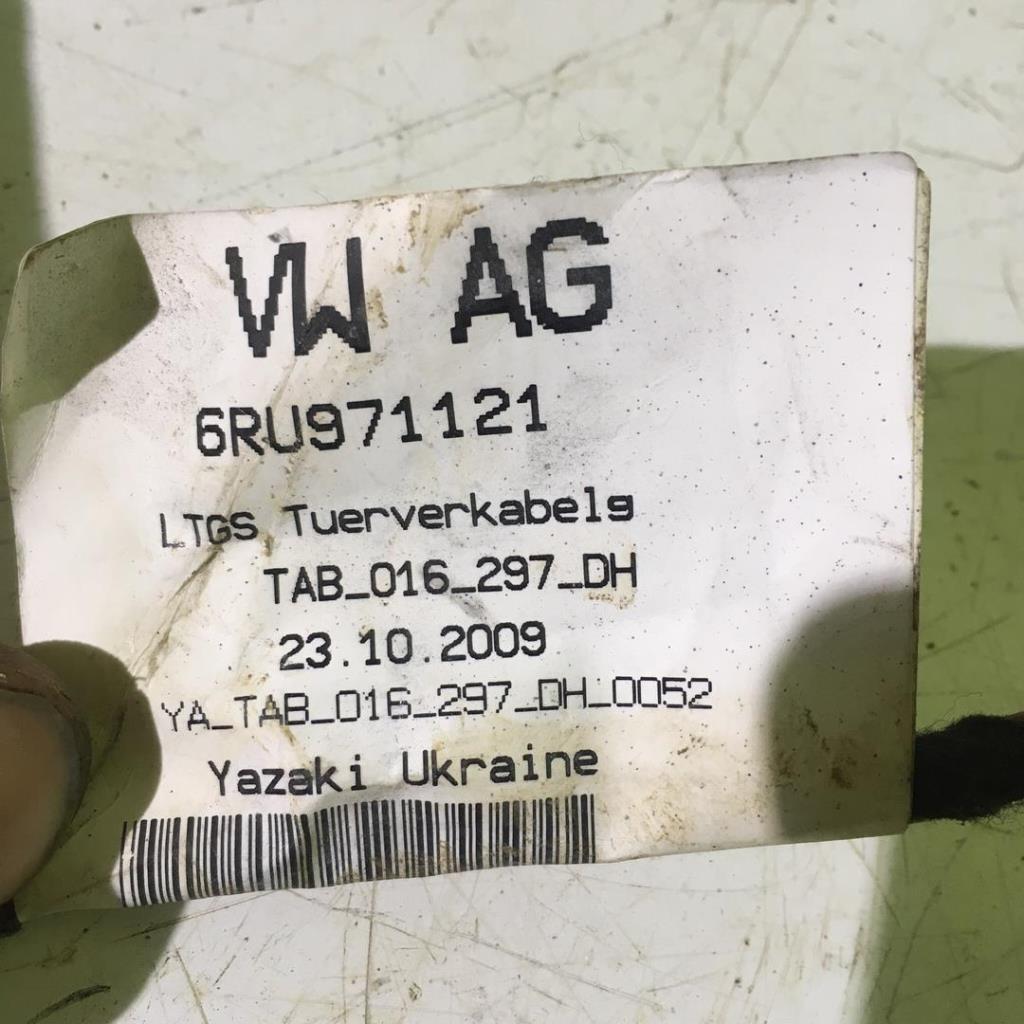 VW AG
6RU971121
LTGS Tuerverkabelg
TAB_016_297_DH
23.10.2009
YA_TAB_016_297_DH_0052
Yazaki Ukraine